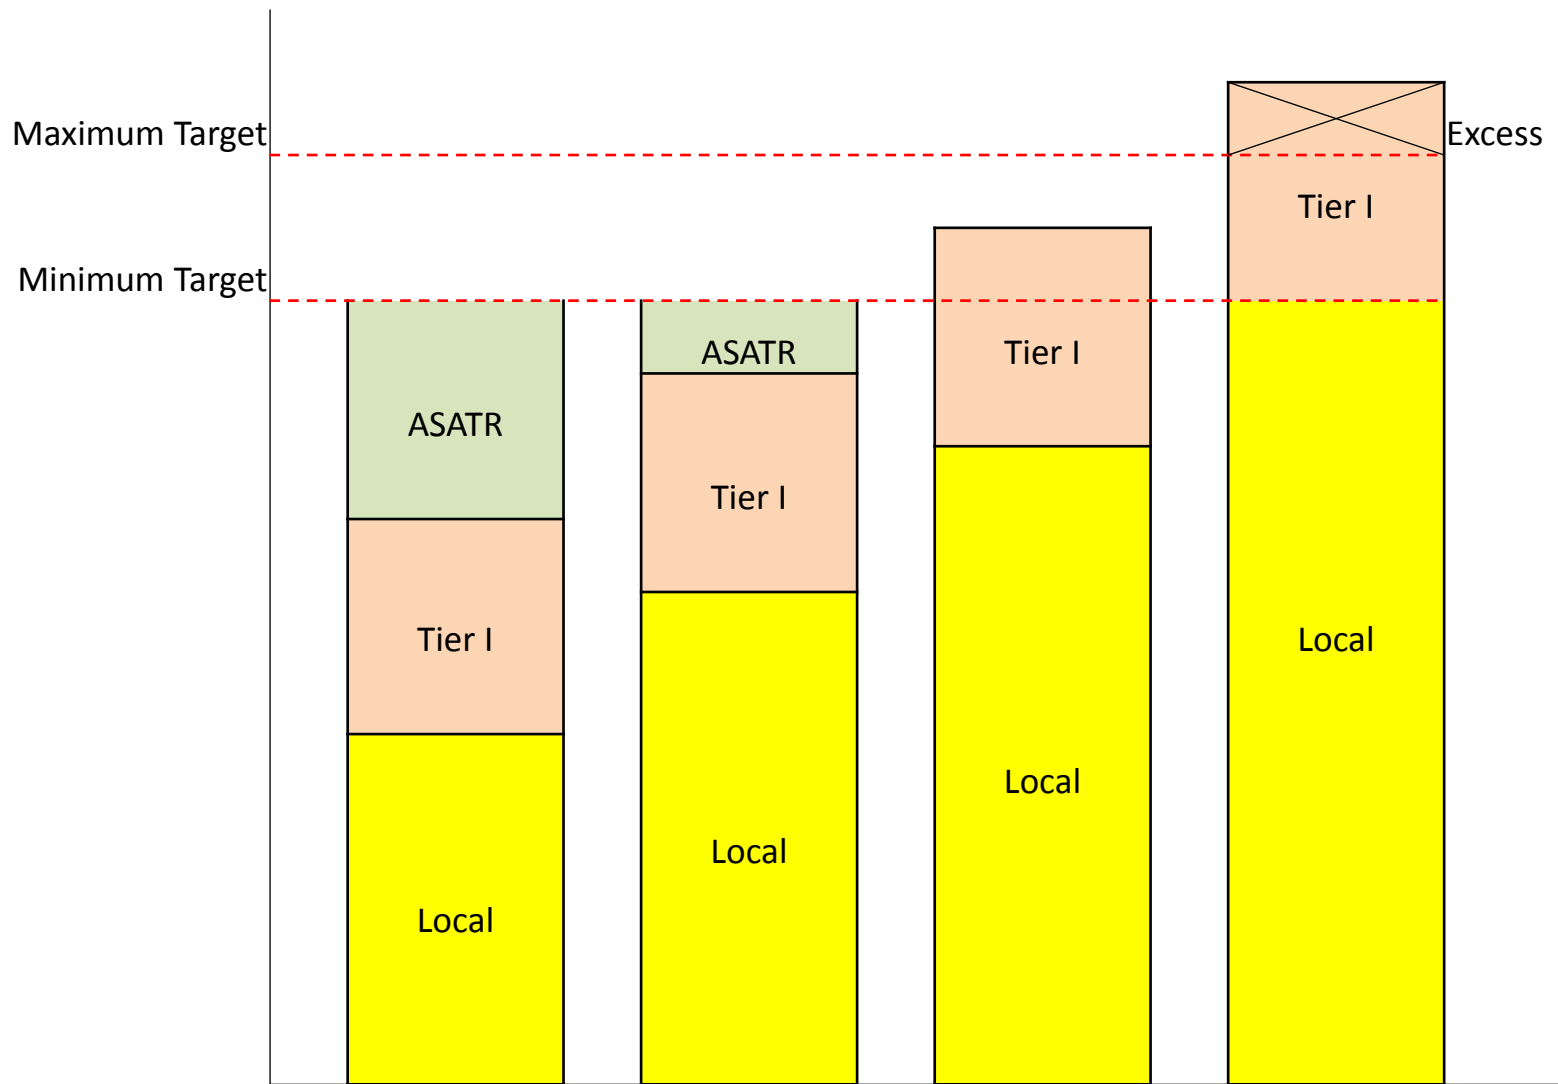 Maximum Target
Excess
Tier I
Minimum Target
Tier I
ASATR
ASATR
Tier I
Tier I
Local
Local
Local
Local